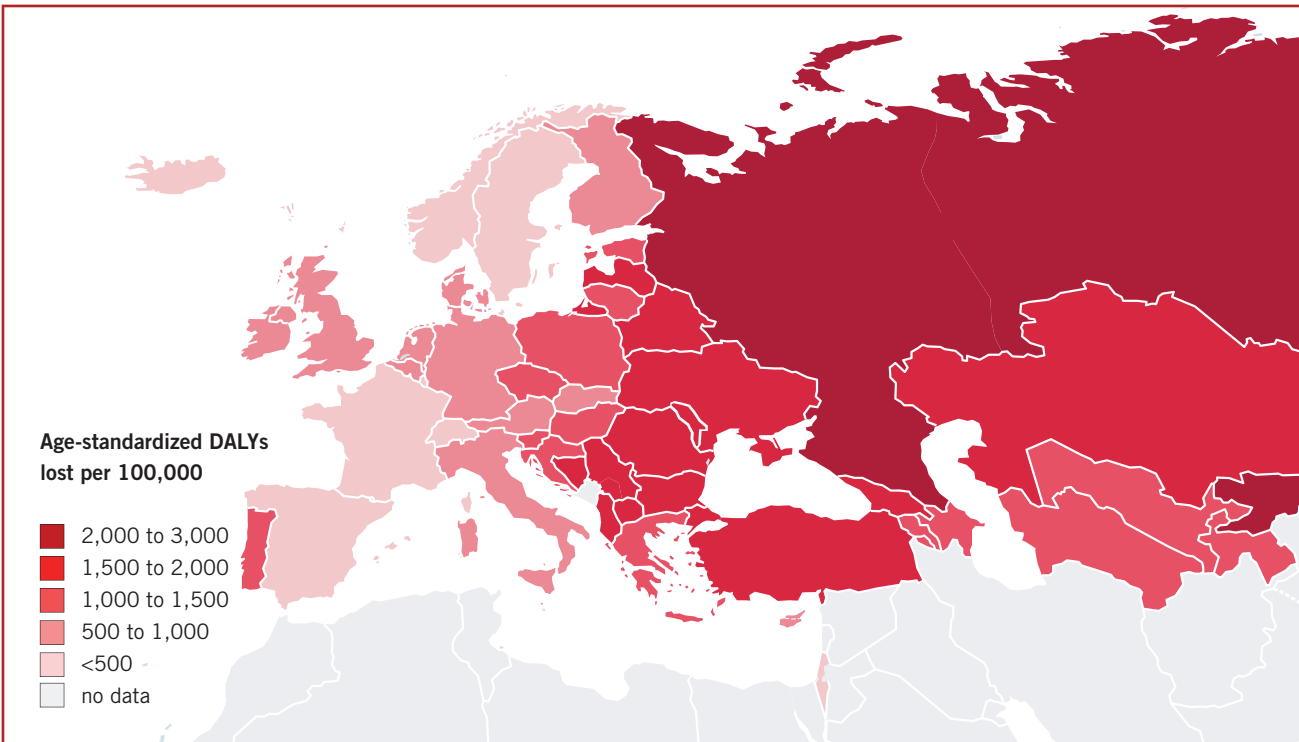 Age-standardized DALYs
lost per 100,000
2,000 to 3,000
1,500 to 2,000
1,000 to 1,500
500 to 1,000
<500
no data